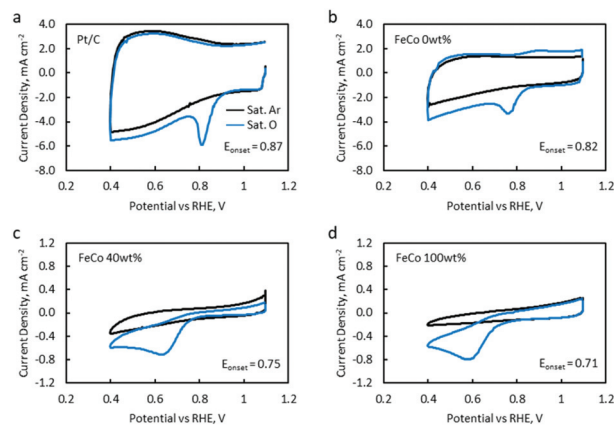 a
Pt/C
4.0
2.0
0.0
-2.0
-4.0
-6.0
-8.0
Current Density, mA cm⁻²
Sat. Ar
Sat. O
Eonset = 0.87
0.2 0.4 0.6 0.8 1 1.2
Potential vs RHE, V
b
FeCo 0wt%
4.0
2.0
0.0
-2.0
-4.0
-6.0
-8.0
Current Density, mA cm⁻²
Eonset = 0.82
0.2 0.4 0.6 0.8 1 1.2
Potential vs RHE, V
c
FeCo 40wt%
1.2
0.8
0.4
0.0
-0.4
-0.8
-1.2
Current Density, mA cm⁻²
Eonset = 0.75
0.2 0.4 0.6 0.8 1 1.2
Potential vs RHE, V
d
FeCo 100wt%
1.2
0.8
0.4
0.0
-0.4
-0.8
-1.2
Current Density, mA cm⁻²
Eonset = 0.71
0.2 0.4 0.6 0.8 1 1.2
Potential vs RHE, V